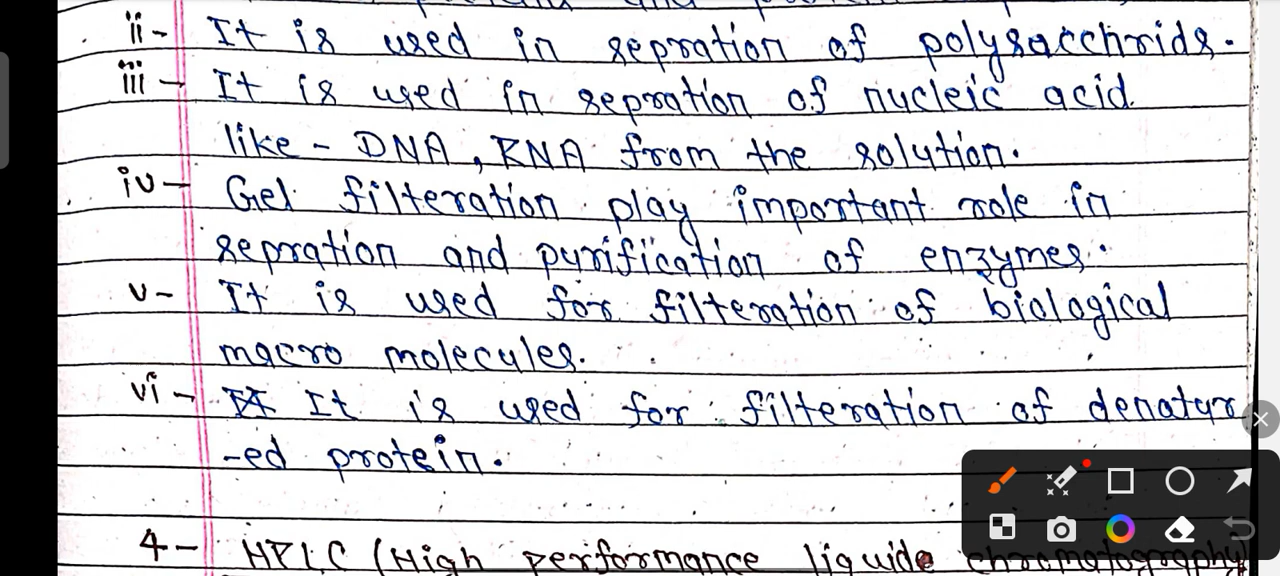 ii- It is used in sepration of polysacchrids.
iii- It is used in sepration of nucleic acid.
like - DNA, RNA from the solution.
iv- Gel filteration play important role in
sepration and purification of enzymes.
v- It is used for filteration of biological
macro molecules.
vi- It is used for filteration of denatur
-ed protein.
4- HPLC (High performance liquide chromatography